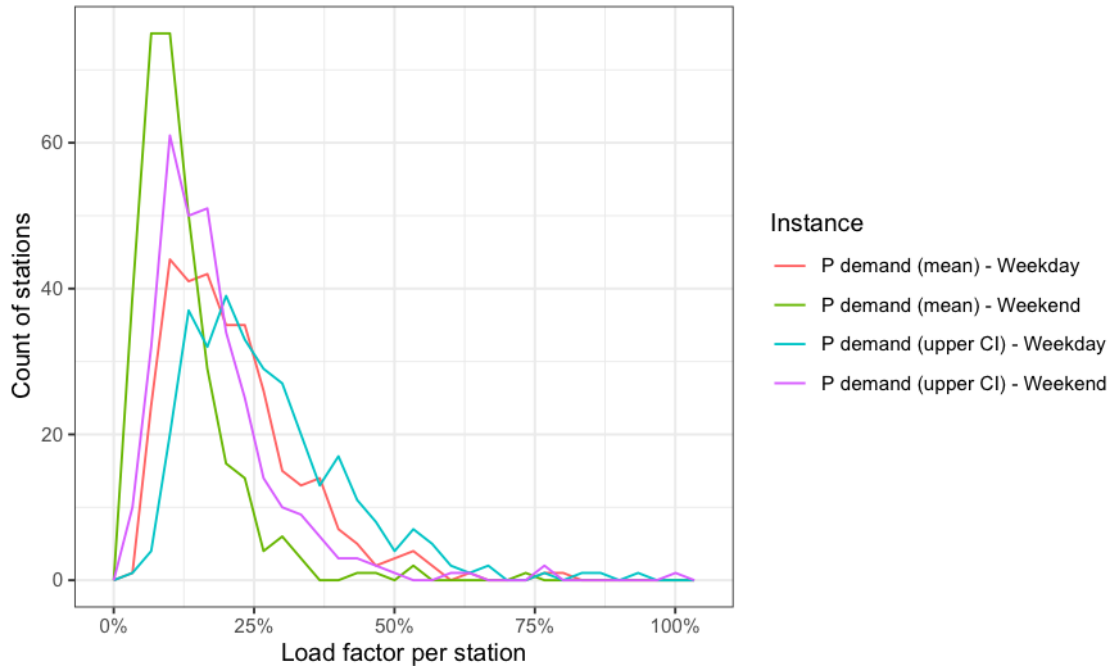 60
40
20
0
0%
25%
50%
75%
100%
Count of stations
Load factor per station
Instance
P demand (mean) - Weekday
P demand (mean) - Weekend
P demand (upper CI) - Weekday
P demand (upper CI) - Weekend